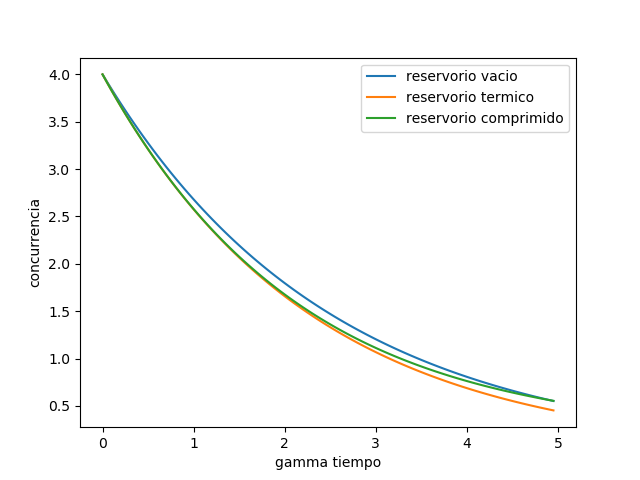 reservorio vacio
reservorio termico
reservorio comprimido
4.0
3.5
3.0
2.5
2.0
1.5
1.0
0.5
concurrencia
0 1 2 3 4 5
gamma tiempo